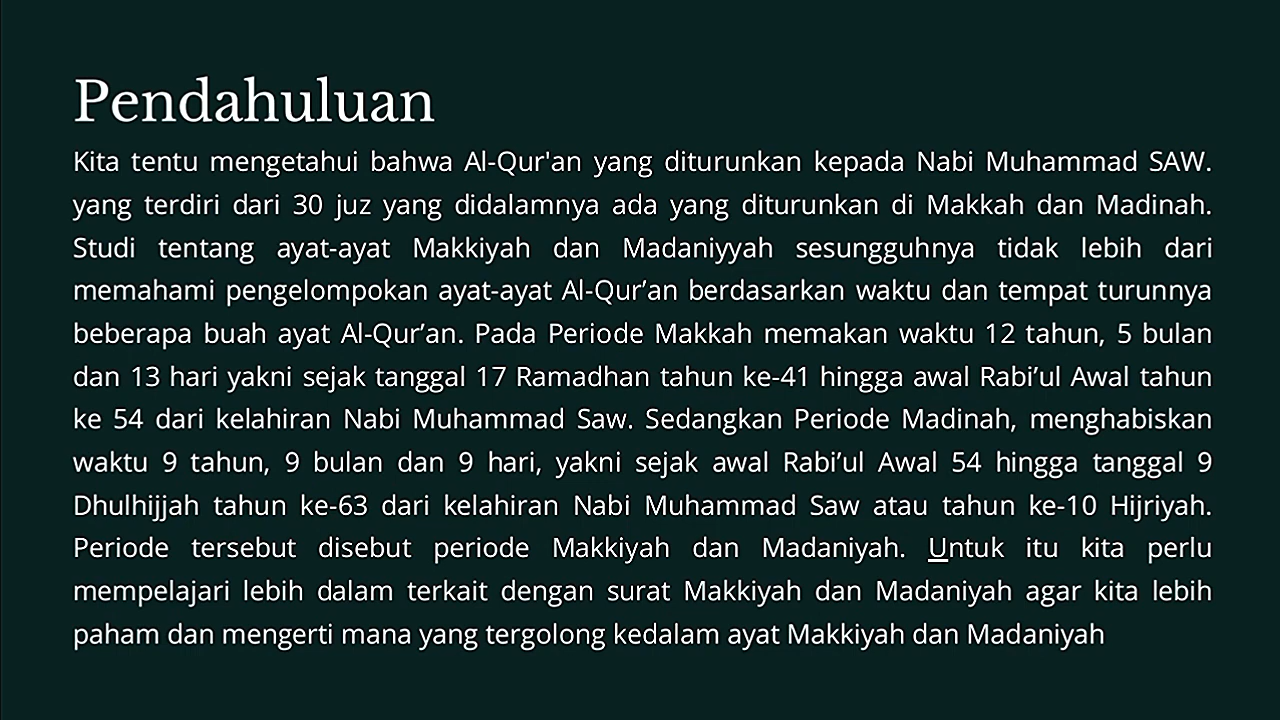 Pendahuluan
Kita tentu mengetahui bahwa Al-Qur'an yang diturunkan kepada Nabi Muhammad SAW.
yang terdiri dari 30 juz yang didalamnya ada yang diturunkan di Makkah dan Madinah.
Studi tentang ayat-ayat Makkiyah dan Madaniyyah sesungguhnya tidak lebih dari
memahami pengelompokan ayat-ayat Al-Qur’an berdasarkan waktu dan tempat turunnya
beberapa buah ayat Al-Qur’an. Pada Periode Makkah memakan waktu 12 tahun, 5 bulan
dan 13 hari yakni sejak tanggal 17 Ramadhan tahun ke-41 hingga awal Rabi’ul Awal tahun
ke 54 dari kelahiran Nabi Muhammad Saw. Sedangkan Periode Madinah, menghabiskan
waktu 9 tahun, 9 bulan dan 9 hari, yakni sejak awal Rabi’ul Awal 54 hingga tanggal 9
Dhulhijjah tahun ke-63 dari kelahiran Nabi Muhammad Saw atau tahun ke-10 Hijriyah.
Periode tersebut disebut periode Makkiyah dan Madaniyah. Untuk itu kita perlu
mempelajari lebih dalam terkait dengan surat Makkiyah dan Madaniyah agar kita lebih
paham dan mengerti mana yang tergolong kedalam ayat Makkiyah dan Madaniyah